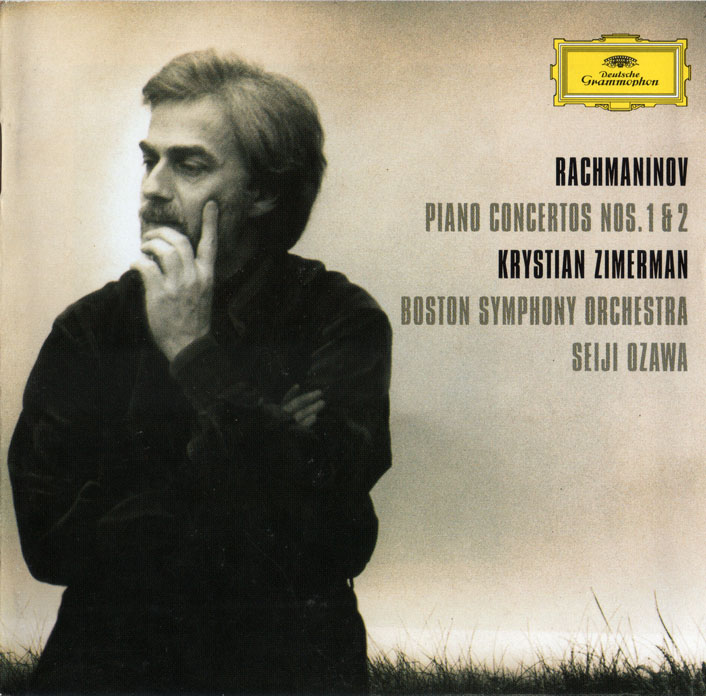 Deutsche
Grammophon
RACHMANINOV
PIANO CONCERTOS NOS. 1 & 2
KRYSTIAN ZIMERMAN
BOSTON SYMPHONY ORCHESTRA
SEIJI OZAWA